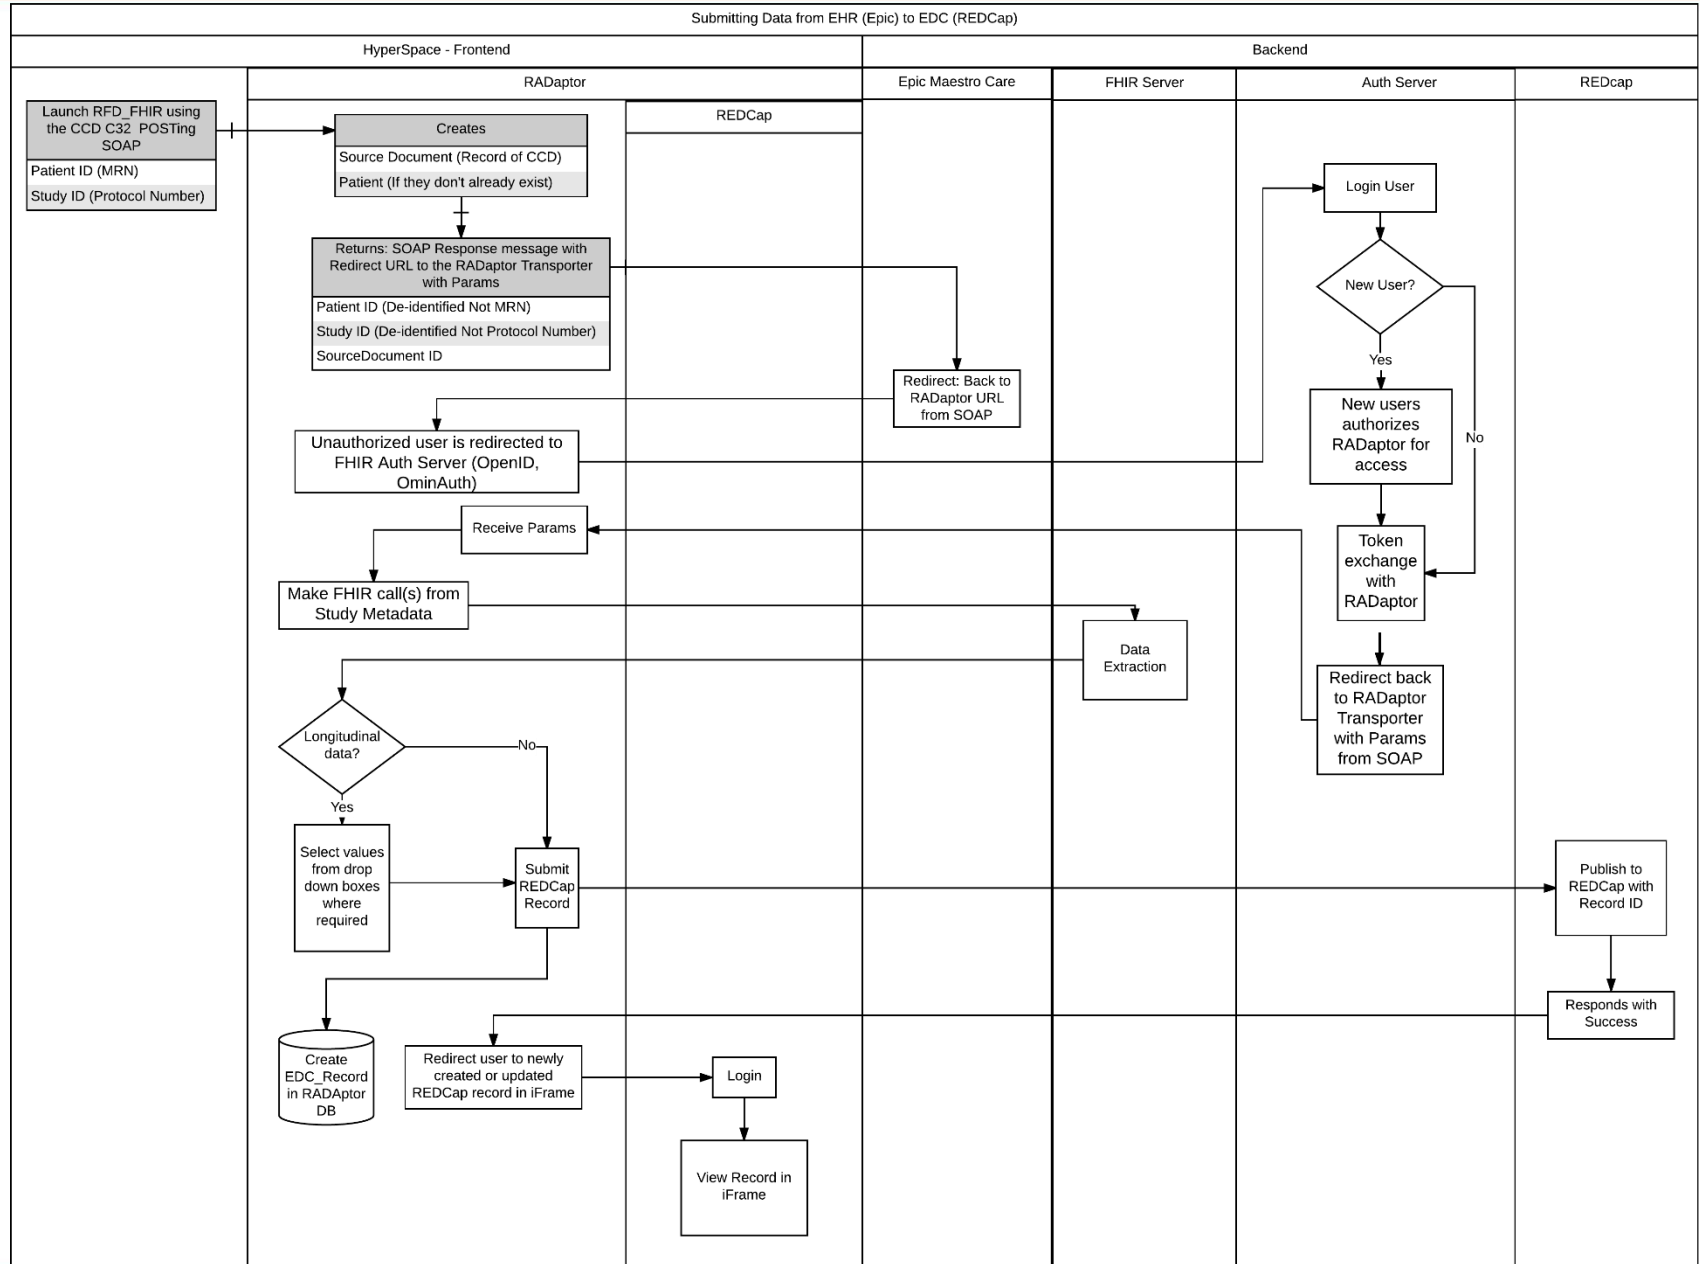 Submitting Data from EHR (Epic) to EDC (REDCap)
HyperSpace - Frontend
Backend
RADaptor
Epic Maestro Care
FHIR Server
Auth Server
REDcap
REDCap
Launch RFD_FHIR using
the CCD C32 POSTing
SOAP
Patient ID (MRN)
Study ID (Protocol Number)
Creates
Source Document (Record of CCD)
Patient (If they don't already exist)
Returns: SOAP Response message with
Redirect URL to the RADaptor Transporter
with Params
Patient ID (De-identified Not MRN)
Study ID (De-identified Not Protocol Number)
SourceDocument ID
Redirect: Back to
RADaptor URL
from SOAP
Unauthorized user is redirected to
FHIR Auth Server (OpenID,
OminAuth)
Login User
New User?
Yes
No
New users
authorizes
RADaptor for
access
Token
exchange
with
RADaptor
Redirect back
to RADaptor
Transporter
with Params
from SOAP
Receive Params
Make FHIR call(s) from
Study Metadata
Data
Extraction
Longitudinal
data?
No
Yes
Select values
from drop
down boxes
where
required
Submit
REDCap
Record
Publish to
REDCap with
Record ID
Responds with
Success
Create
EDC_Record
in RADAptor
DB
Redirect user to newly
created or updated
REDCap record in iFrame
Login
View Record in
iFrame